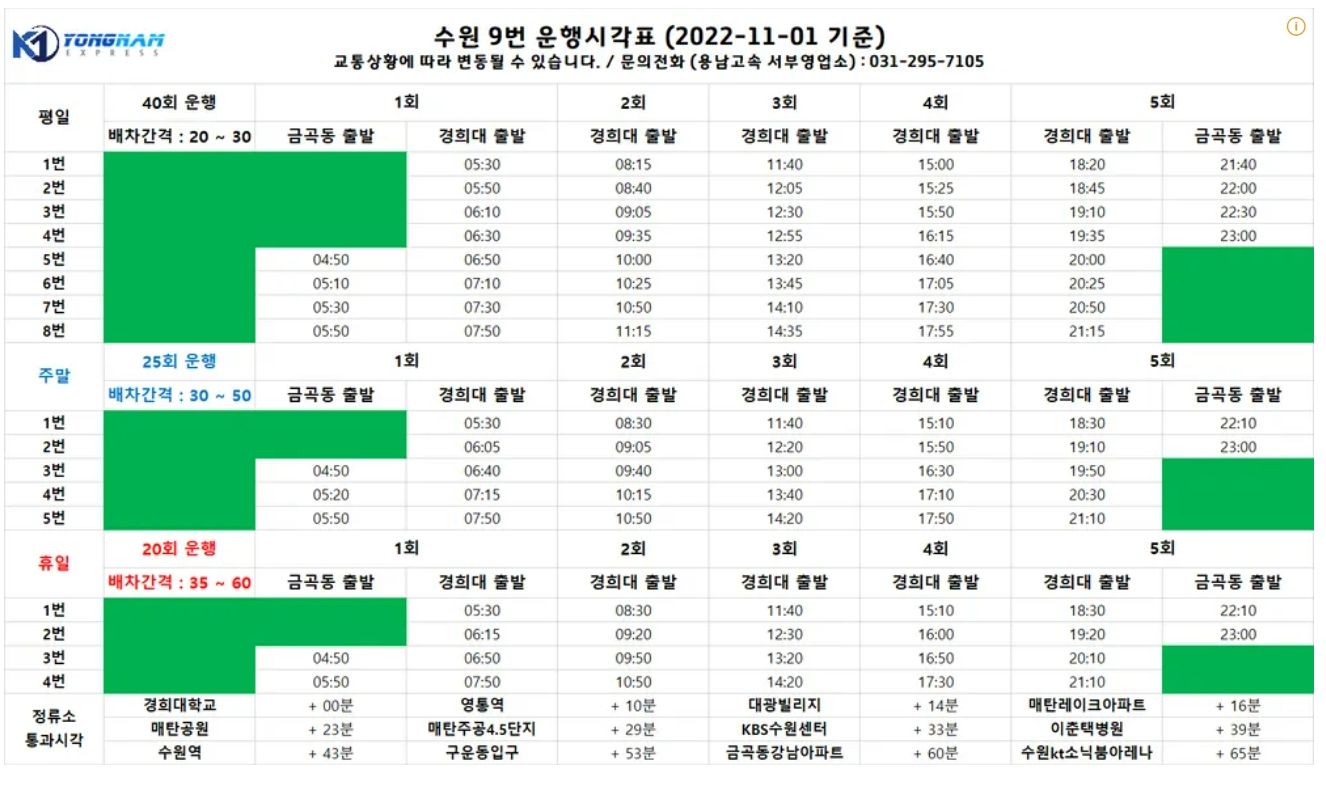 YONGNAM
EXPRESS
수원 9번 운행시각표 (2022-11-01 기준)
교통상황에 따라 변동될 수 있습니다. / 문의전화 (용남고속 서부영업소) : 031-295-7105
평일 40회 운행 1회 2회 3회 4회 5회
배차간격 : 20 ~ 30 금곡동 출발 경희대 출발 경희대 출발 경희대 출발 경희대 출발 경희대 출발 금곡동 출발
1번 05:30 08:15 11:40 15:00 18:20 21:40
2번 05:50 08:40 12:05 15:25 18:45 22:00
3번 06:10 09:05 12:30 15:50 19:10 22:30
4번 06:30 09:35 12:55 16:15 19:35 23:00
5번 04:50 06:50 10:00 13:20 16:40 20:00
6번 05:10 07:10 10:25 13:45 17:05 20:25
7번 05:30 07:30 10:50 14:10 17:30 20:50
8번 05:50 07:50 11:15 14:35 17:55 21:15
주말 25회 운행 1회 2회 3회 4회 5회
배차간격 : 30 ~ 50 금곡동 출발 경희대 출발 경희대 출발 경희대 출발 경희대 출발 경희대 출발 금곡동 출발
1번 05:30 08:30 11:40 15:10 18:30 22:10
2번 06:05 09:05 12:20 15:50 19:10 23:00
3번 04:50 06:40 09:40 13:00 16:30 19:50
4번 05:20 07:15 10:15 13:40 17:10 20:30
5번 05:50 07:50 10:50 14:20 17:50 21:10
휴일 20회 운행 1회 2회 3회 4회 5회
배차간격 : 35 ~ 60 금곡동 출발 경희대 출발 경희대 출발 경희대 출발 경희대 출발 경희대 출발 금곡동 출발
1번 05:30 08:30 11:40 15:10 18:30 22:10
2번 06:15 09:20 12:30 16:00 19:20 23:00
3번 04:50 06:50 09:50 13:20 16:50 20:10
4번 05:50 07:50 10:50 14:20 17:30 21:10
정류소 통과시각 경희대학교 + 00분 영통역 + 10분 대광빌리지 + 14분 매탄레이크아파트 + 16분
매탄공원 + 23분 매탄주공4.5단지 + 29분 KBS수원센터 + 33분 이춘택병원 + 39분
수원역 + 43분 구운동입구 + 53분 금곡동강남아파트 + 60분 수원kt소닉붐아레나 + 65분